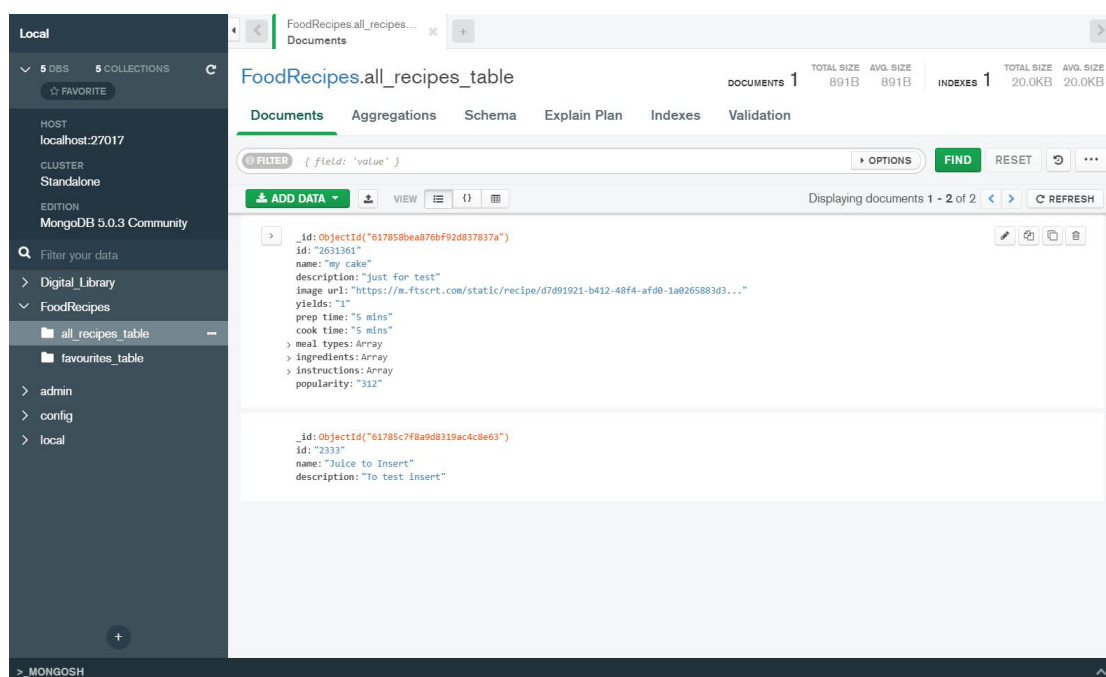 Local
5 DBS 5 COLLECTIONS
FAVORITE
HOST
localhost:27017
CLUSTER
Standalone
EDITION
MongoDB 5.0.3 Community
Filter your data
Digital_Library
FoodRecipes
all_recipes_table
favourites_table
admin
config
local
FoodRecipes.all_recipes...
Documents
FoodRecipes.all_recipes_table
DOCUMENTS 1 TOTAL SIZE 891B AVG. SIZE 891B INDEXES 1 TOTAL SIZE 20.0KB AVG. SIZE 20.0KB
Documents Aggregations Schema Explain Plan Indexes Validation
FILTER { field: 'value' } OPTIONS FIND RESET
ADD DATA VIEW {} Displaying documents 1 - 2 of 2 REFRESH
_id: ObjectId("617858bea876bf92d837837a")
id: "2631361"
name: "my cake"
description: "just for test"
image url: "https://m.ftscrt.com/static/recipe/d7d91921-b412-48f4-afd0-1a0265883d3..."
yields: "1"
prep time: "5 mins"
cook time: "5 mins"
meal types: Array
ingredients: Array
instructions: Array
popularity: "312"
_id: ObjectId("61785c7f8a9d8319ac4c8e63")
id: "2333"
name: "Juice to Insert"
description: "To test insert"
>_MONGOSH